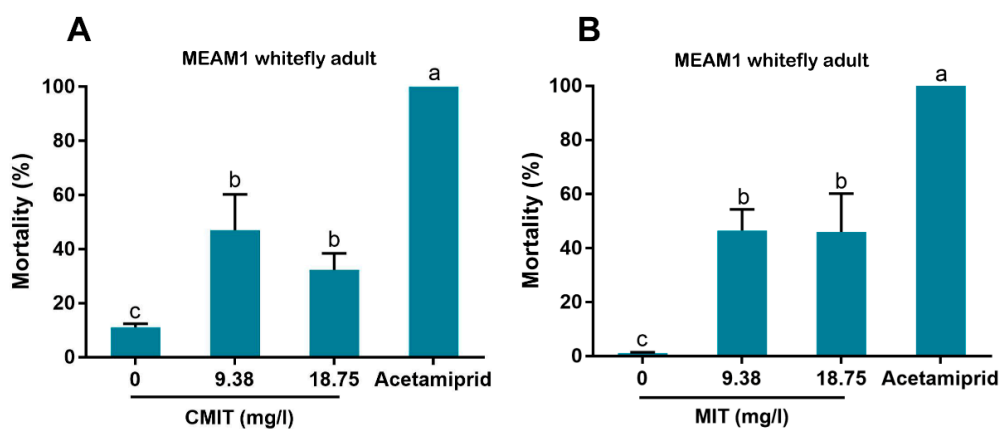 A
MEAM1 whitefly adult
Mortality (%)
100
80
60
40
20
0
c
b
b
a
0 9.38 18.75 Acetamiprid
CMIT (mg/l)
B
MEAM1 whitefly adult
Mortality (%)
100
80
60
40
20
0
c
b
b
a
0 9.38 18.75 Acetamiprid
MIT (mg/l)